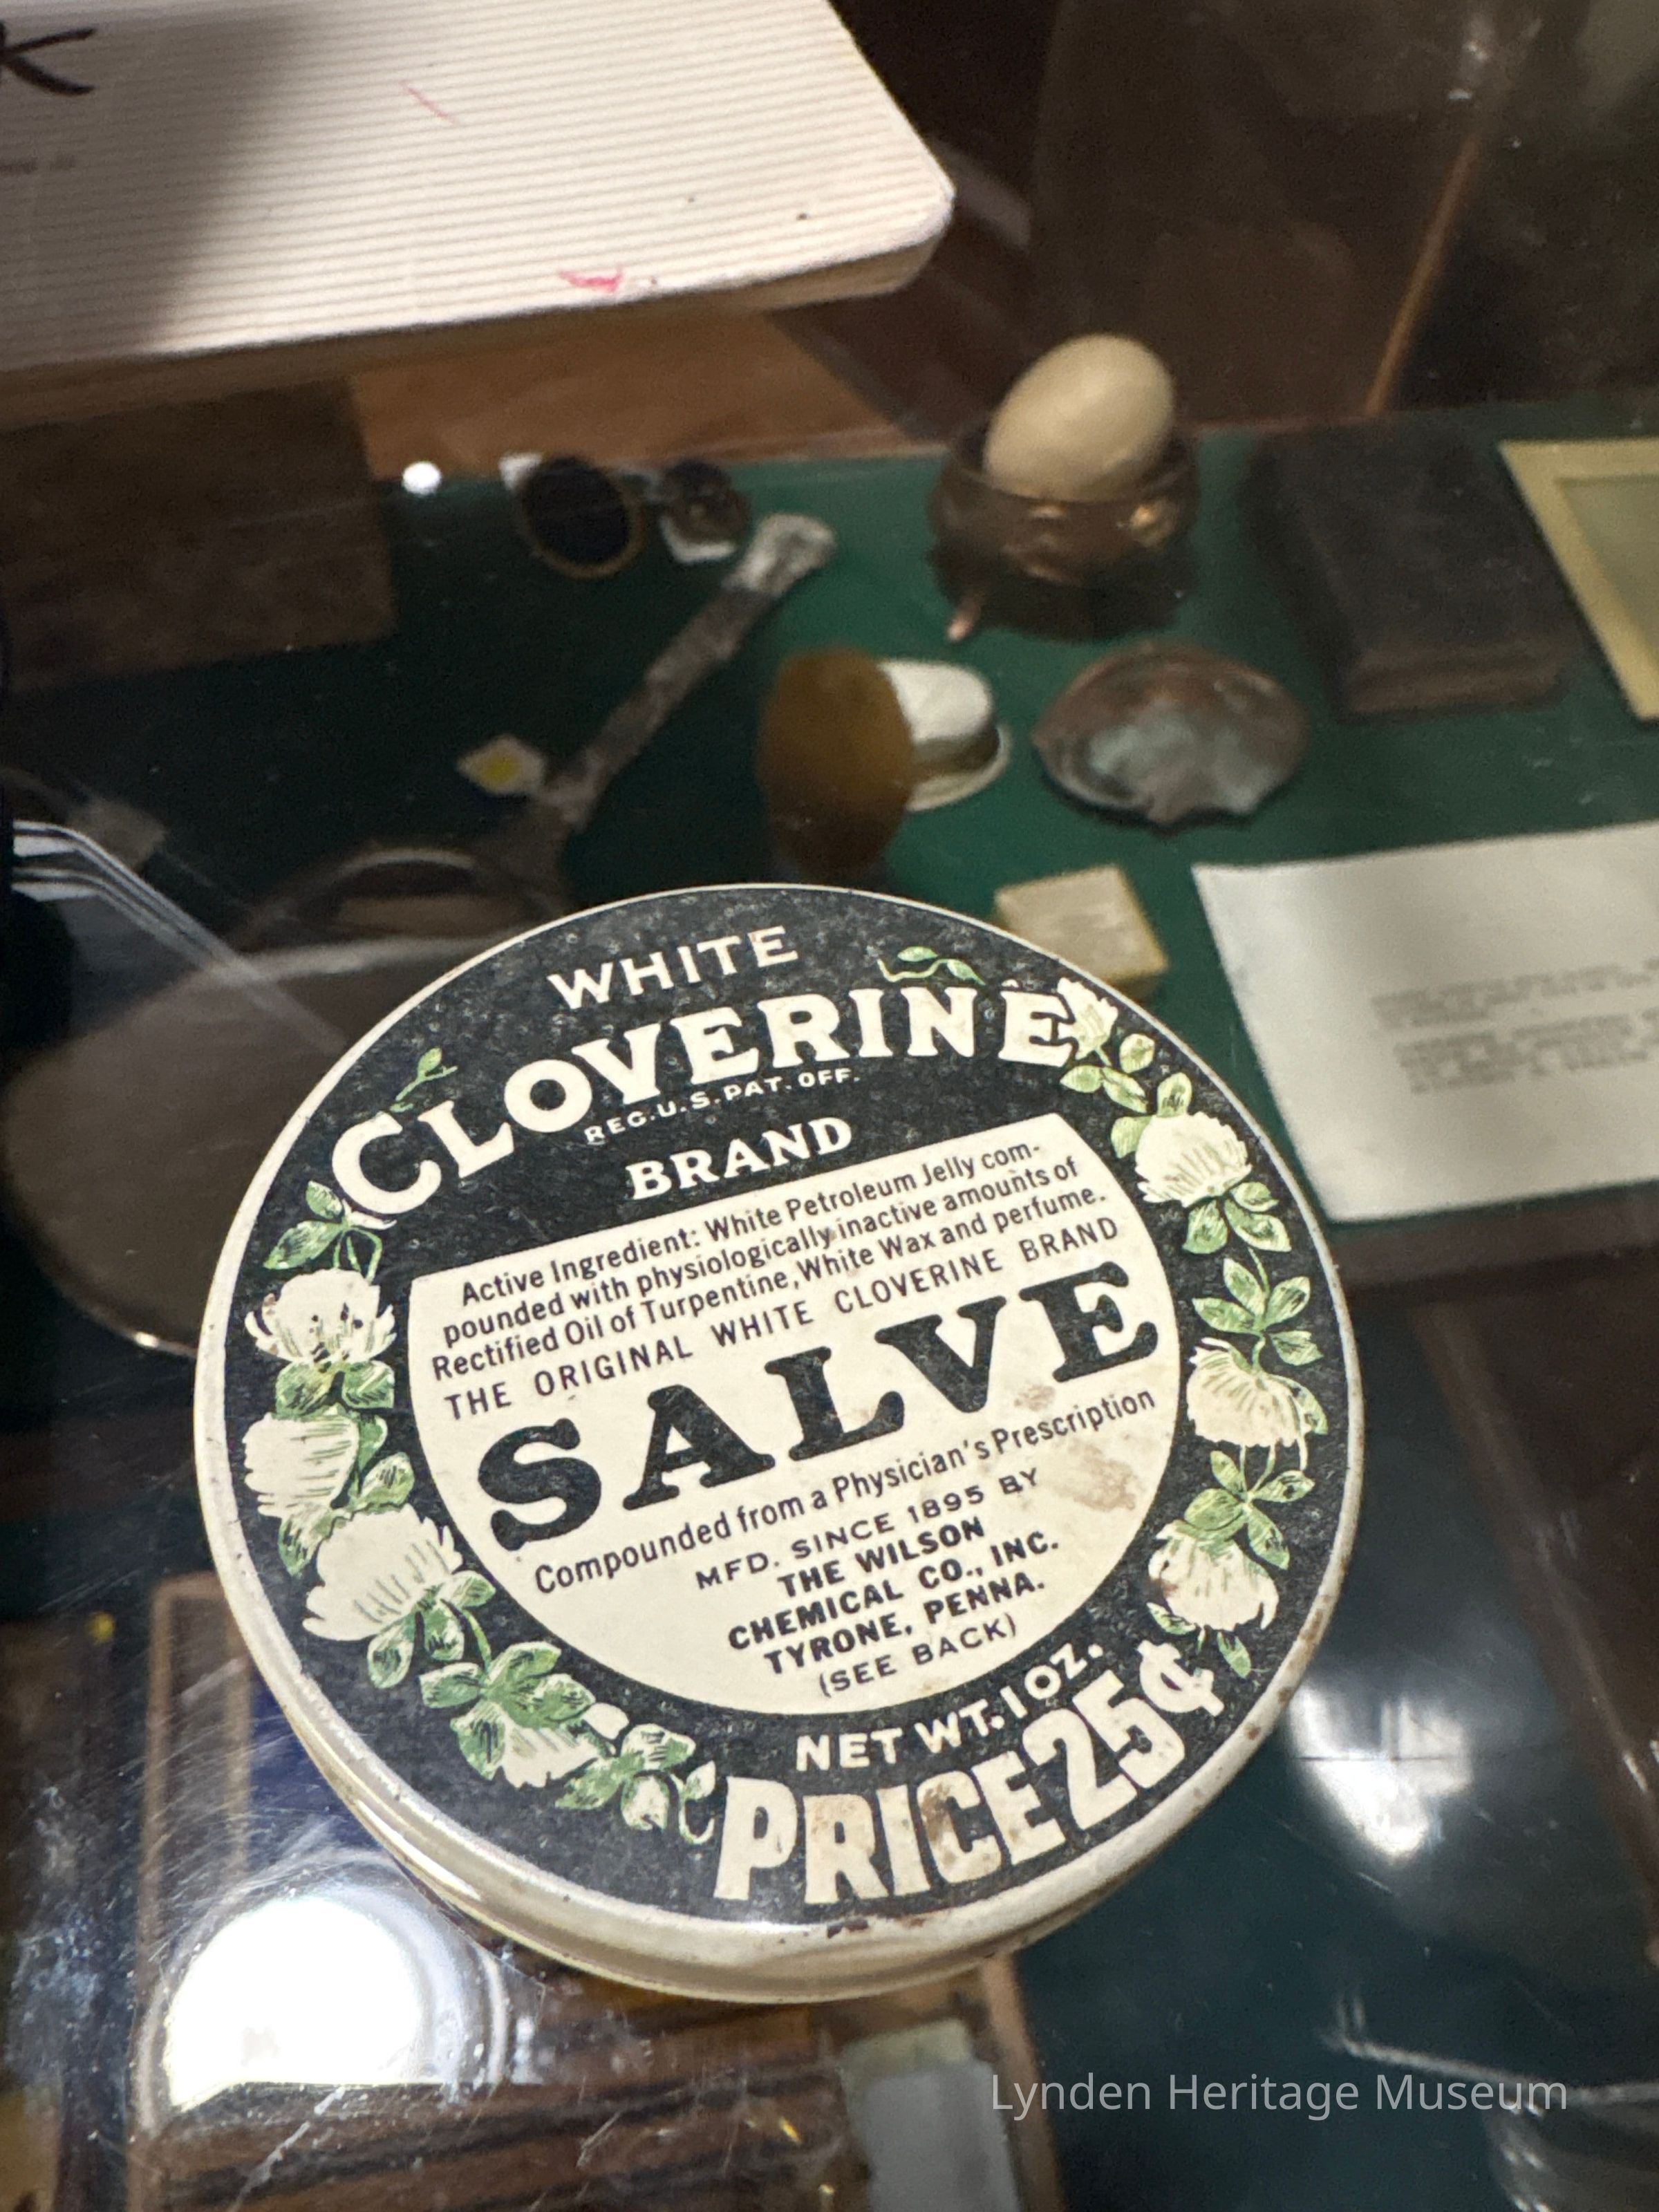 WHITE
CLOVERINE
REG.U.S.PAT.OFF.
BRAND
Active Ingredient: White Petroleum Jelly com-
pounded with physiologically inactive amounts of
Rectified Oil of Turpentine, White Wax and perfume.
THE ORIGINAL WHITE CLOVERINE BRAND
SALVE
Compounded from a Physician's Prescription
MFD. SINCE 1895 BY
THE WILSON
CHEMICAL CO., INC.
TYRONE, PENNA.
(SEE BACK)
NET WT. 1 OZ.
PRICE 25¢
Lynden Heritage Museum